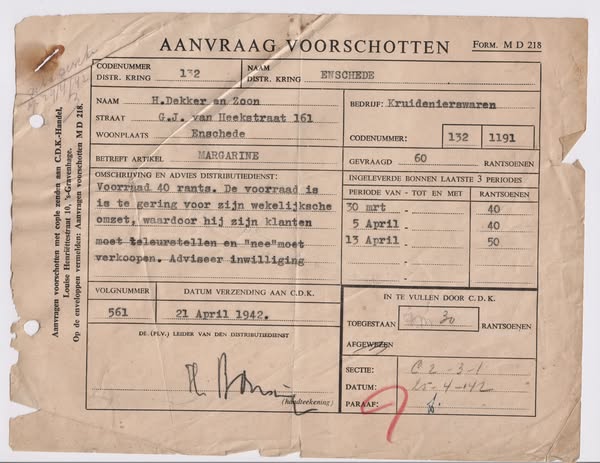 AANVRAAG VOORSCHOTTEN
FORM. M D 218
CODENUMMER
DISTR. KRING 132
NAAM
DISTR. KRING ENSCHEDE
NAAM H.Dekker en Zoon
STRAAT G.J. van Heekstraat 161
WOONPLAATS Enschede
BEDRIJF: Kruidenierswaren
CODENUMMER: 132 1191
BETREFT ARTIKEL MARGARINE
GEVRAAGD 60 RANTSOENEN
OMSCHRIJVING EN ADVIES DISTRIBUTIEDIENST:
Voorraad 40 rants. De voorraad is
is te gering voor zijn wekelijksche
omzet, waardoor hij zijn klanten
moet teleurstellen en "nee"moet
verkoopen. Adviseer inwilliging
INGELEVERDE BONNEN LAATSTE 3 PERIODES
PERIODE VAN - TOT EN MET RANTSOENEN
30 mrt - 40
5 April - 40
13 April - 50
VOLGNUMMER
561
DATUM VERZENDING AAN C.D.K.
21 April 1942.
DE (PLV.) LEIDER VAN DEN DISTRIBUTIEDIENST
(handteekening)
IN TE VULLEN DOOR C.D.K.
TOEGESTAAN 30 RANTSOENEN
AFGEWEZEN
SECTIE: C 2 - 3 - 1
DATUM: 25-4-'42
PARAAF:
Aanvragen voorschotten met copie zenden aan C.D.K.-Handel,
Louise Henriëttestraat 10, 's-Gravenhage.
Op de enveloppen vermelden: Aanvragen voorschotten M D 218.